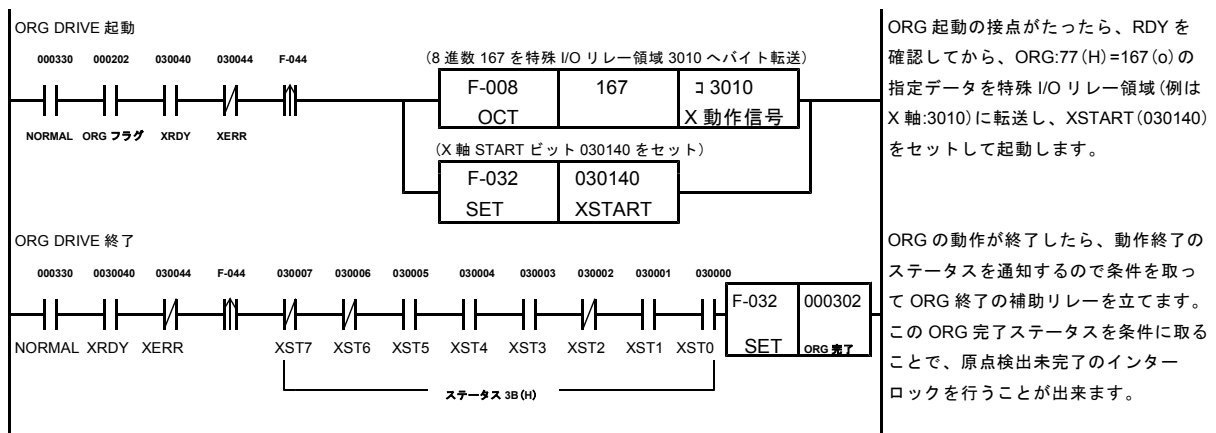 ORG DRIVE 起動
000330 000202 030040 030044 F-044
NORMAL ORG フラグ XRDY XERR
(8 進数 167 を特殊 I/O リレー領域 3010 へバイト転送)
F-008 167 ｺ 3010
OCT X 動作信号
(X 軸 START ビット 030140 をセット)
F-032 030140
SET XSTART
ORG 起動の接点がたったら、RDY を
確認してから、ORG:77(H)=167(o)の
指定データを特殊 I/O リレー領域(例は
X 軸:3010)に転送し、XSTART(030140)
をセットして起動します。
ORG DRIVE 終了
000330 0030040 030044 F-044 030007 030006 030005 030004 030003 030002 030001 030000
F-032 000302
NORMAL XRDY XERR XST7 XST6 XST5 XST4 XST3 XST2 XST1 XST0 SET ORG 完了
ステータス 3B(H)
ORG の動作が終了したら、動作終了の
ステータスを通知するので条件を取っ
て ORG 終了の補助リレーを立てます。
この ORG 完了ステータスを条件に取る
ことで、原点検出未完了のインター
ロックを行うことが出来ます。